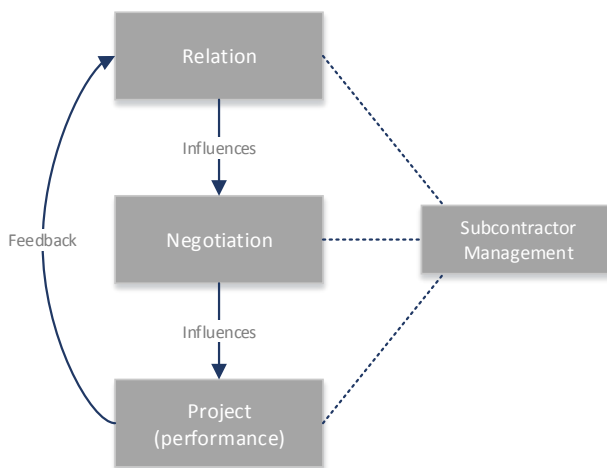 Relation
Influences
Feedback
Negotiation
Subcontractor
Management
Influences
Project
(performance)